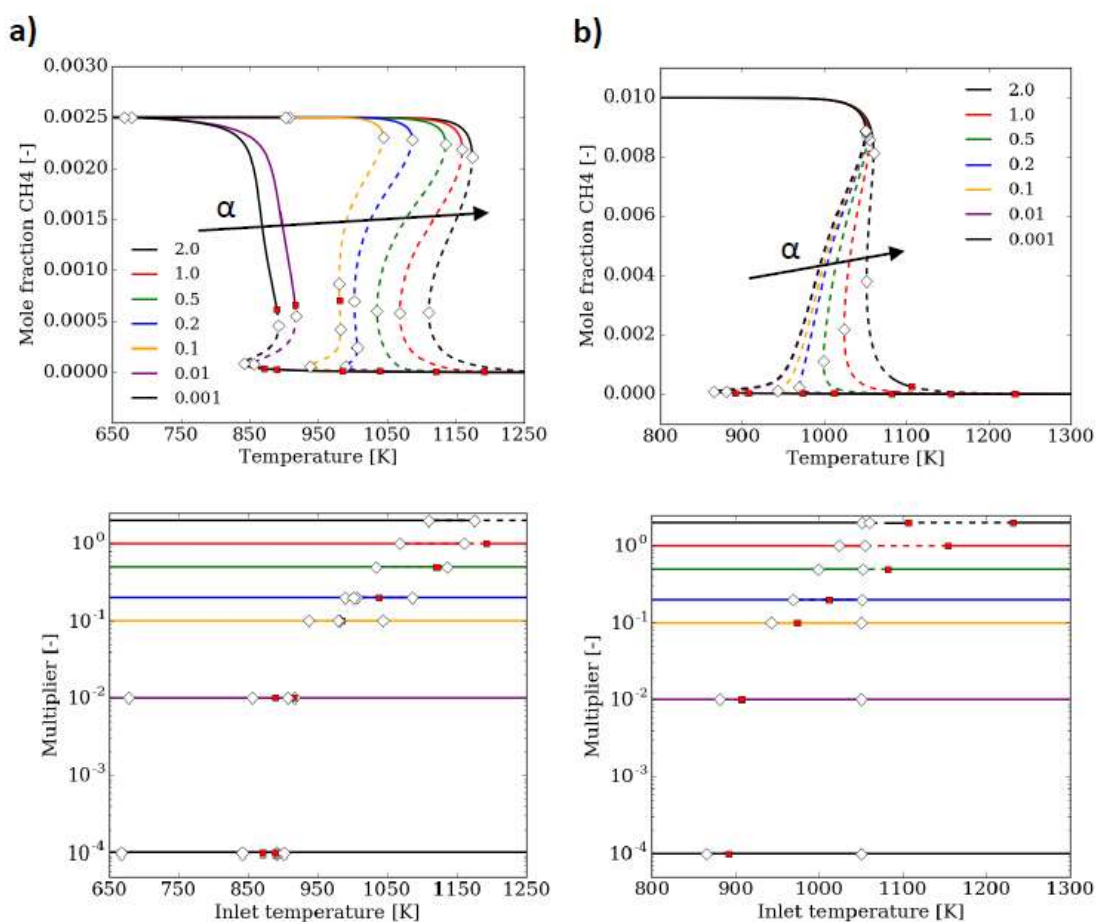 a)
b)
0.0030
0.0025
0.0020
0.0015
0.0010
0.0005
0.0000
Mole fraction CH4 [-]
α
2.0
1.0
0.5
0.2
0.1
0.01
0.001
650 750 850 950 1050 1150 1250
Temperature [K]
0.010
0.008
0.006
0.004
0.002
0.000
Mole fraction CH4 [-]
α
2.0
1.0
0.5
0.2
0.1
0.01
0.001
800 900 1000 1100 1200 1300
Temperature [K]
10⁰
10⁻¹
10⁻²
10⁻³
10⁻⁴
Multiplier [-]
650 750 850 950 1050 1150 1250
Inlet temperature [K]
10⁰
10⁻¹
10⁻²
10⁻³
10⁻⁴
Multiplier [-]
800 900 1000 1100 1200 1300
Inlet temperature [K]